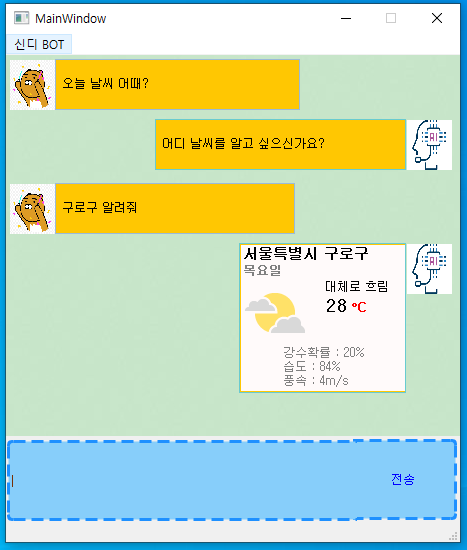 MainWindow
신디 BOT
오늘 날씨 어때?
어디 날씨를 알고 싶으신가요?
AI
구로구 알려줘
서울특별시 구로구
AI
목요일
대체로 흐림
28 °C
강수확률 : 20%
습도 : 84%
풍속 : 4m/s
전송